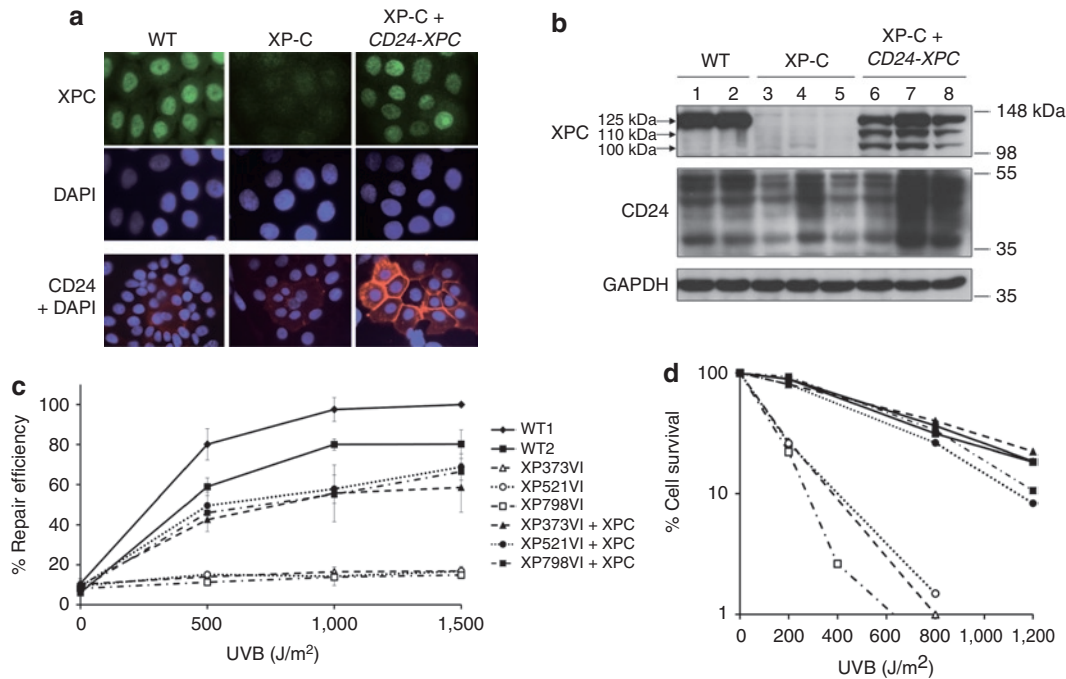 a
WT
XP-C
XP-C +
CD24-XPC
XPC
DAPI
CD24
+ DAPI
b
WT
XP-C
XP-C +
CD24-XPC
1 2 3 4 5 6 7 8
XPC
125 kDa
110 kDa
100 kDa
148 kDa
98
CD24
55
35
GAPDH
35
c
% Repair efficiency
100
80
60
40
20
0
0 500 1,000 1,500
UVB (J/m2)
WT1
WT2
XP373VI
XP521VI
XP798VI
XP373VI + XPC
XP521VI + XPC
XP798VI + XPC
d
% Cell survival
100
10
1
0 200 400 600 800 1,000 1,200
UVB (J/m2)